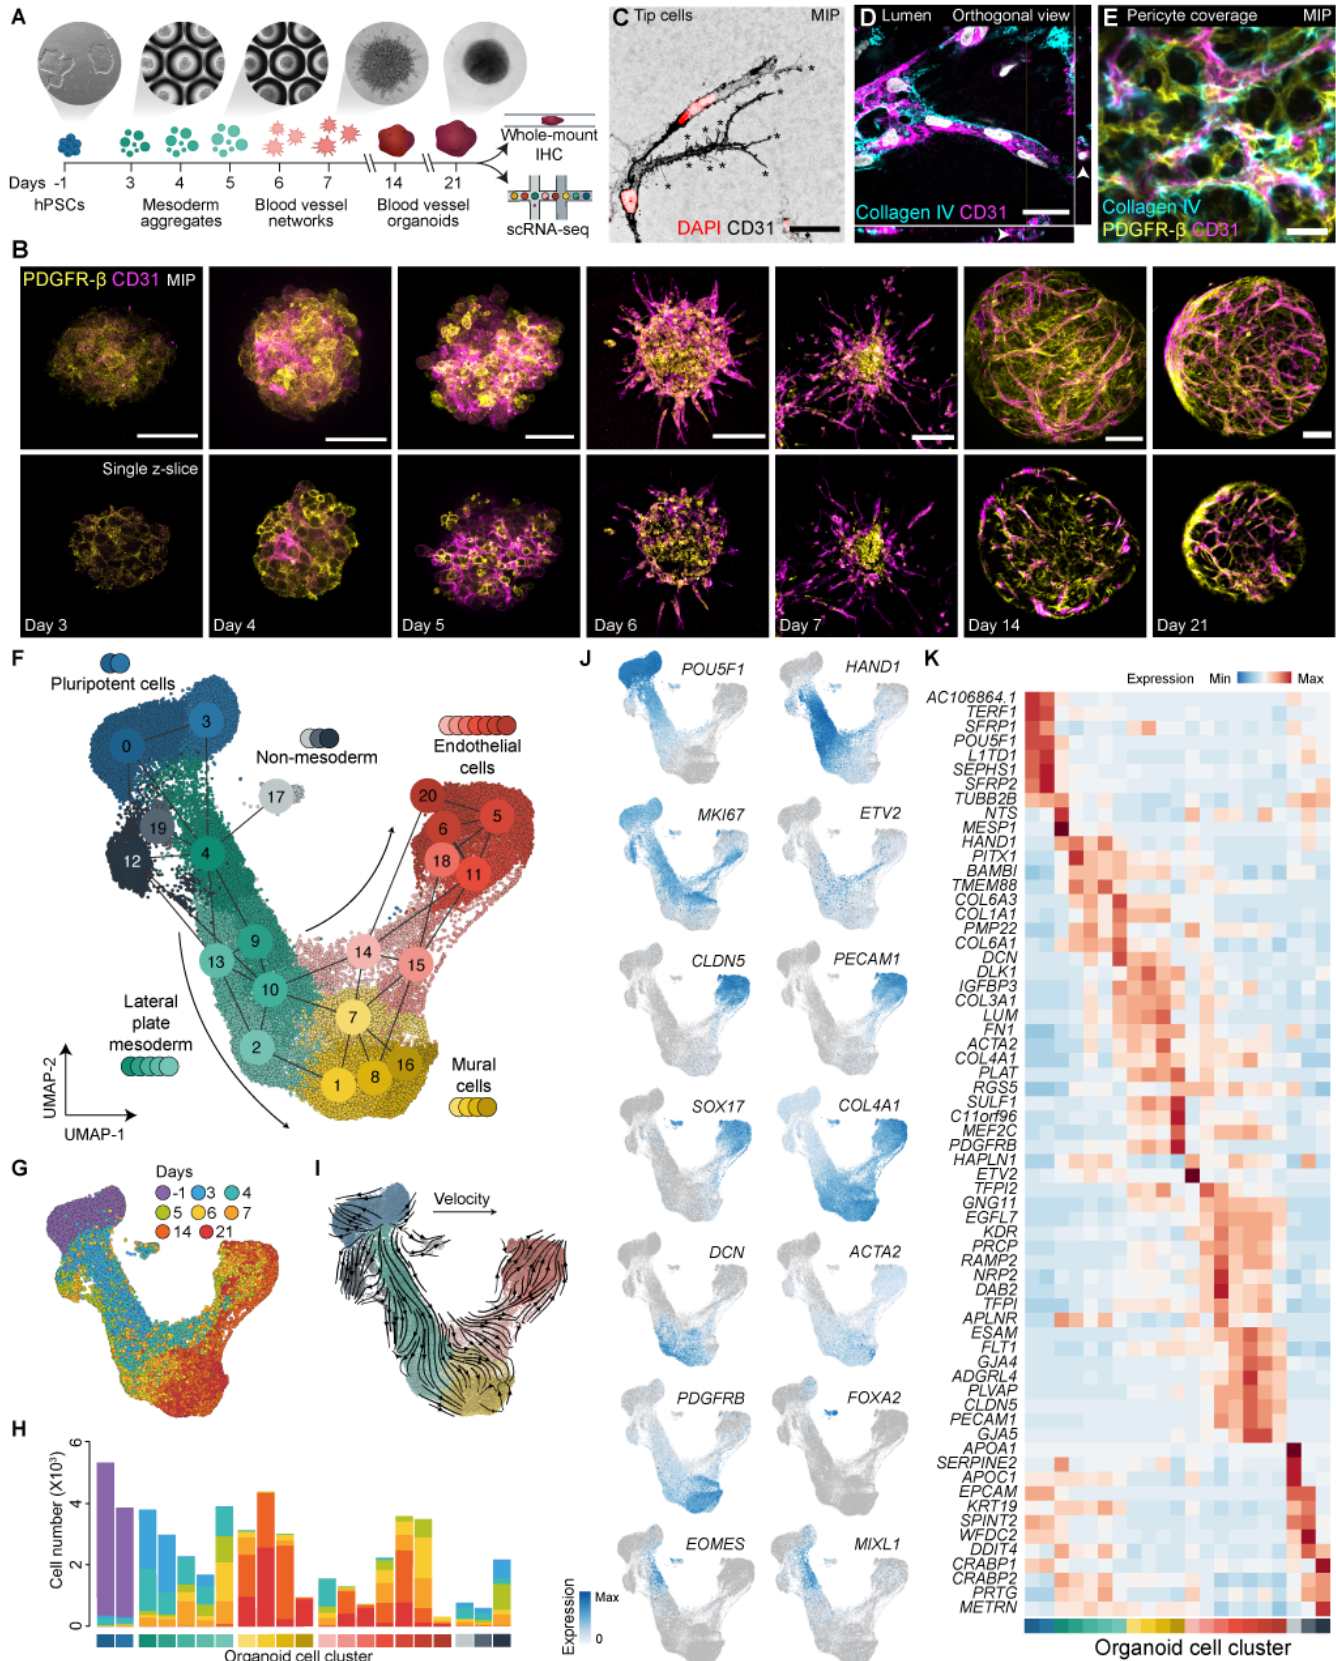 A
Days -1 3 4 5 6 7 14 21
hPSCs
Mesoderm
aggregates
Blood vessel
networks
Blood vessel
organoids
Whole-mount
IHC
scRNA-seq
C Tip cells MIP
DAPI CD31
D Lumen Orthogonal view
Collagen IV CD31
E Pericyte coverage MIP
Collagen IV
PDGFR-β CD31
B
PDGFR-β CD31 MIP
Single z-slice
Day 3
Day 4
Day 5
Day 6
Day 7
Day 14
Day 21
F
Pluripotent cells
Non-mesoderm
Endothelial
cells
Lateral
plate
mesoderm
Mural
cells
0
3
17
19
12
4
20
5
6
18
11
9
13
14
15
10
7
2
16
1
8
UMAP-2
UMAP-1
G
Days
-1 3 4
5 6 7
14 21
I
Velocity
H
Cell number (X10³)
6
4
2
0
Organoid cell cluster
J
POU5F1
HAND1
MKI67
ETV2
CLDN5
PECAM1
SOX17
COL4A1
DCN
ACTA2
PDGFRB
FOXA2
EOMES
MIXL1
Expression
Max
0
K
Expression Min Max
AC106864.1
TERF1
SFRP1
POU5F1
L1TD1
SEPHS1
SFRP2
TUBB2B
NTS
MESP1
HAND1
PITX1
BAMBI
TMEM88
COL6A3
COL1A1
PMP22
COL6A1
DCN
DLK1
IGFBP3
COL3A1
LUM
FN1
ACTA2
COL4A1
PLAT
RGS5
SULF1
C11orf96
MEF2C
PDGFRB
HAPLN1
ETV2
TFPI2
GNG11
EGFL7
KDR
PRCP
RAMP2
NRP2
DAB2
TFPI
APLNR
ESAM
FLT1
GJA4
ADGRL4
PLVAP
CLDN5
PECAM1
GJA5
APOA1
SERPINE2
APOC1
EPCAM
KRT19
SPINT2
WFDC2
DDIT4
CRABP1
CRABP2
PRTG
METRN
Organoid cell cluster